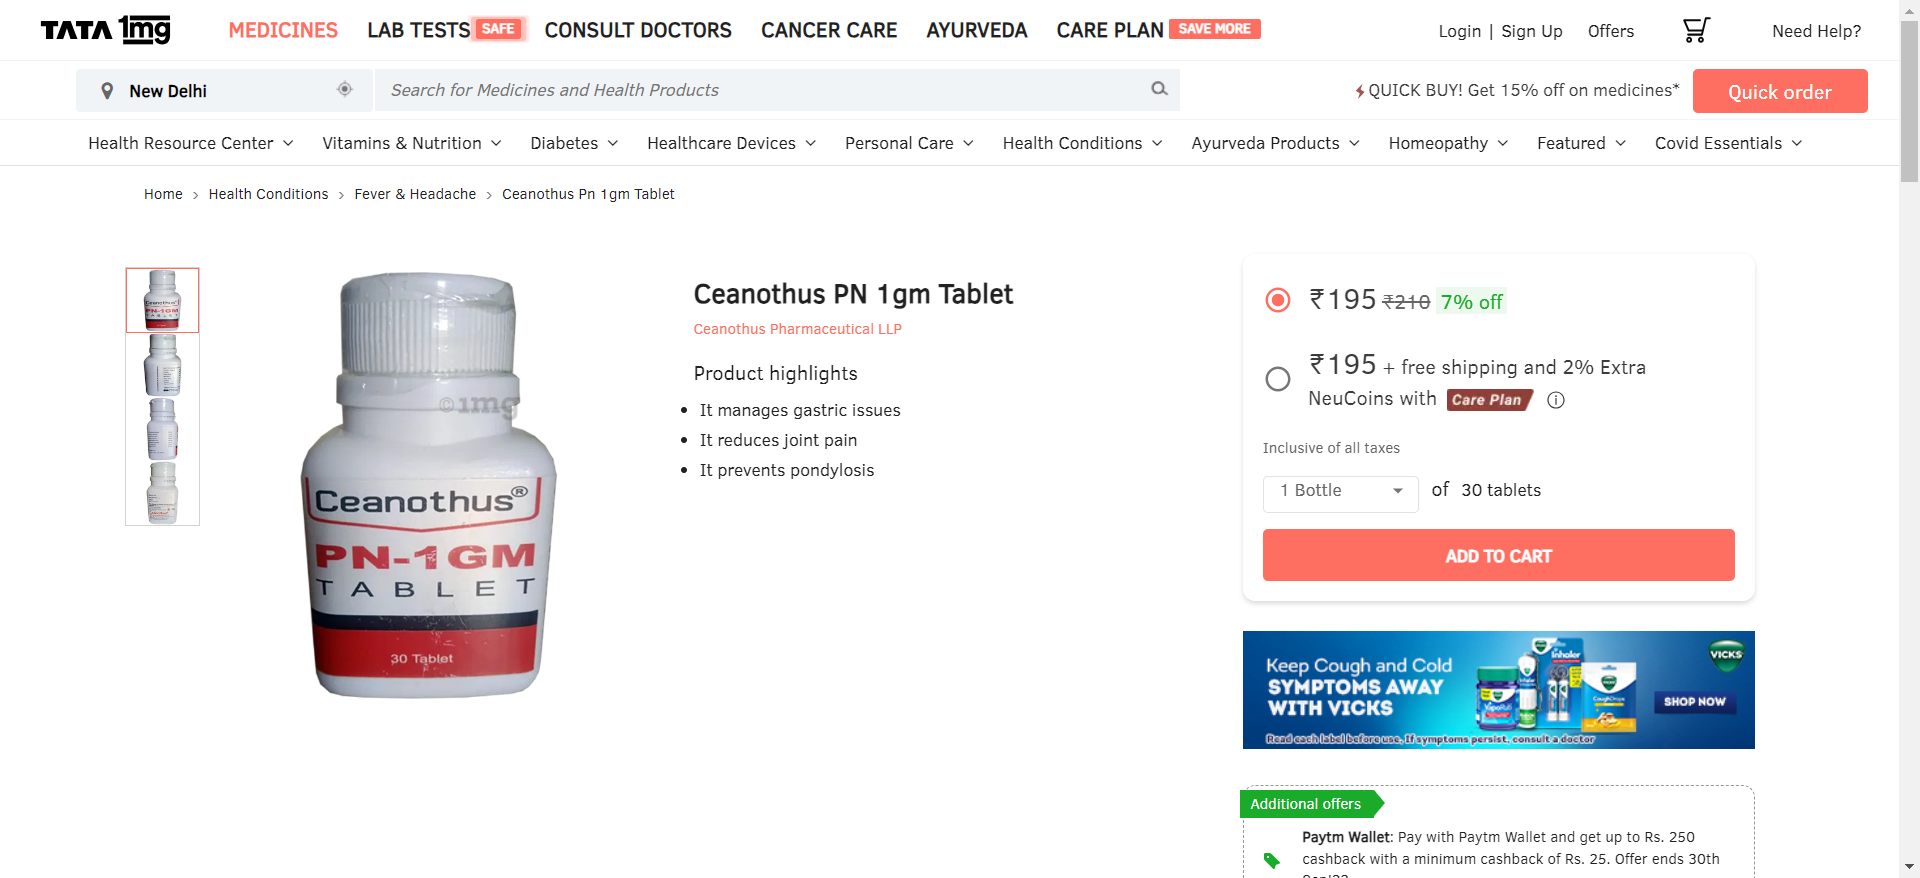 TATA 1mg
MEDICINES LAB TESTS SAFE CONSULT DOCTORS CANCER CARE AYURVEDA CARE PLAN SAVE MORE
Login | Sign Up Offers Need Help?
New Delhi
Search for Medicines and Health Products
QUICK BUY! Get 15% off on medicines*
Quick order
Health Resource Center Vitamins & Nutrition Diabetes Healthcare Devices Personal Care Health Conditions Ayurveda Products Homeopathy Featured Covid Essentials
Home > Health Conditions > Fever & Headache > Ceanothus Pn 1gm Tablet
©1mg
Ceanothus®
PN-1GM
TABLET
30 Tablet
Ceanothus PN 1gm Tablet
Ceanothus Pharmaceutical LLP
Product highlights
• It manages gastric issues
• It reduces joint pain
• It prevents pondylosis
₹195 ₹210 7% off
₹195 + free shipping and 2% Extra
NeuCoins with Care Plan
Inclusive of all taxes
1 Bottle of 30 tablets
ADD TO CART
Keep Cough and Cold
SYMPTOMS AWAY
WITH VICKS
Read each label before use, If symptoms persist, consult a doctor
VICKS
SHOP NOW
Additional offers
Paytm Wallet: Pay with Paytm Wallet and get up to Rs. 250
cashback with a minimum cashback of Rs. 25. Offer ends 30th